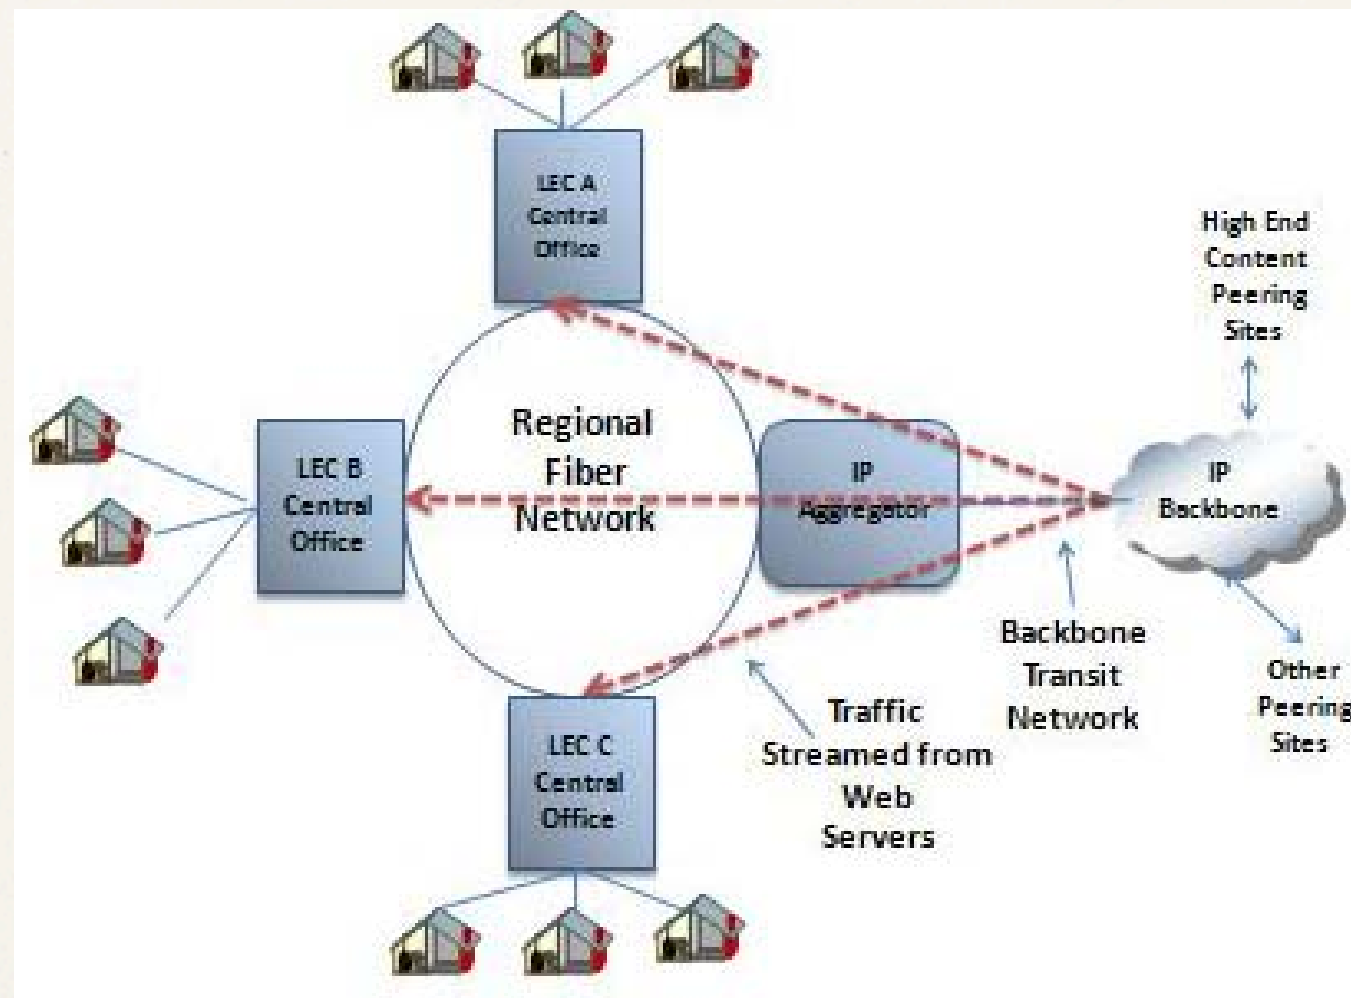 LEC A
Central
Office
High End
Content
Peering
Sites
Regional
Fiber
Network
LEC B
Central
Office
IP
Aggregator
IP
Backbone
Backbone
Transit
Network
Other
Peering
Sites
Traffic
Streamed from
Web
Servers
LEC C
Central
Office